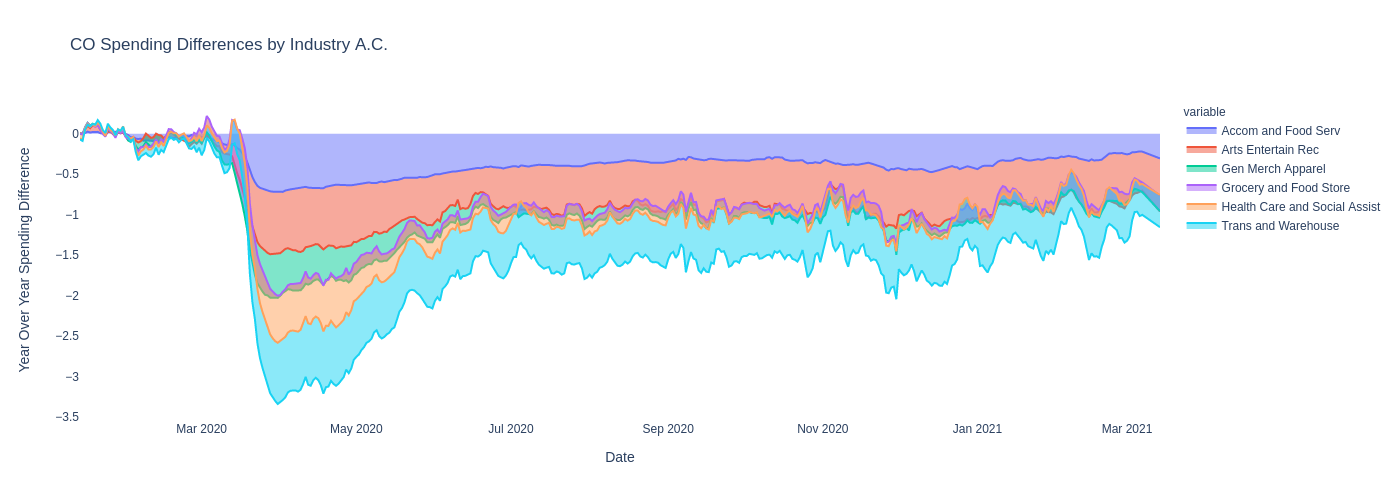 CO Spending Differences by Industry A.C.
variable
Accom and Food Serv
Arts Entertain Rec
Gen Merch Apparel
Grocery and Food Store
Health Care and Social Assist
Trans and Warehouse
Year Over Year Spending Difference
0
−0.5
−1
−1.5
−2
−2.5
−3
−3.5
Mar 2020
May 2020
Jul 2020
Sep 2020
Nov 2020
Jan 2021
Mar 2021
Date